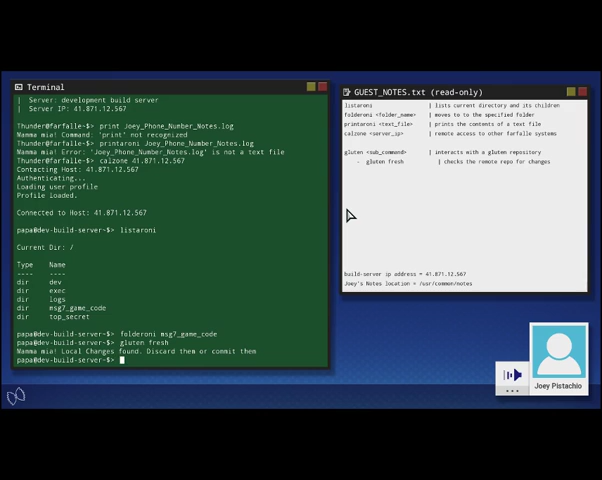 Terminal
| Server: development build server
| Server IP: 41.871.12.567
Thunder@farfalle~$> print Joey_Phone_Number_Notes.log
Mamma mia! Command: 'print' not recognized
Thunder@farfalle~$> printaroni Joey_Phone_Number_Notes.log
Mamma mia! Error: 'Joey_Phone_Number_Notes.log' is not a text file
Thunder@farfalle~$> calzone 41.871.12.567
Contacting Host: 41.871.12.567
Authenticating...
Loading user profile
Profile loaded.
Connected to Host: 41.871.12.567
papa@dev-build-server~$> listaroni
Current Dir: /
Type Name
---- ----
dir dev
dir exec
dir logs
dir msg7_game_code
dir top_secret
papa@dev-build-server~$> folderoni msg7_game_code
papa@dev-build-server~$> gluten fresh
Mamma mia! Local Changes found. Discard them or commit them
papa@dev-build-server~$>
GUEST_NOTES.txt (read-only)
listaroni | lists current directory and its children
folderoni <folder_name> | moves to to the specified folder
printaroni <text_file> | prints the contents of a text file
calzone <server_ip> | remote access to other farfalle systems
gluten <sub_command> | interacts with a gluten repository
- gluten fresh | checks the remote repo for changes
build-server ip address = 41.871.12.567
Joey's Notes location = /usr/common/notes
Joey Pistachio